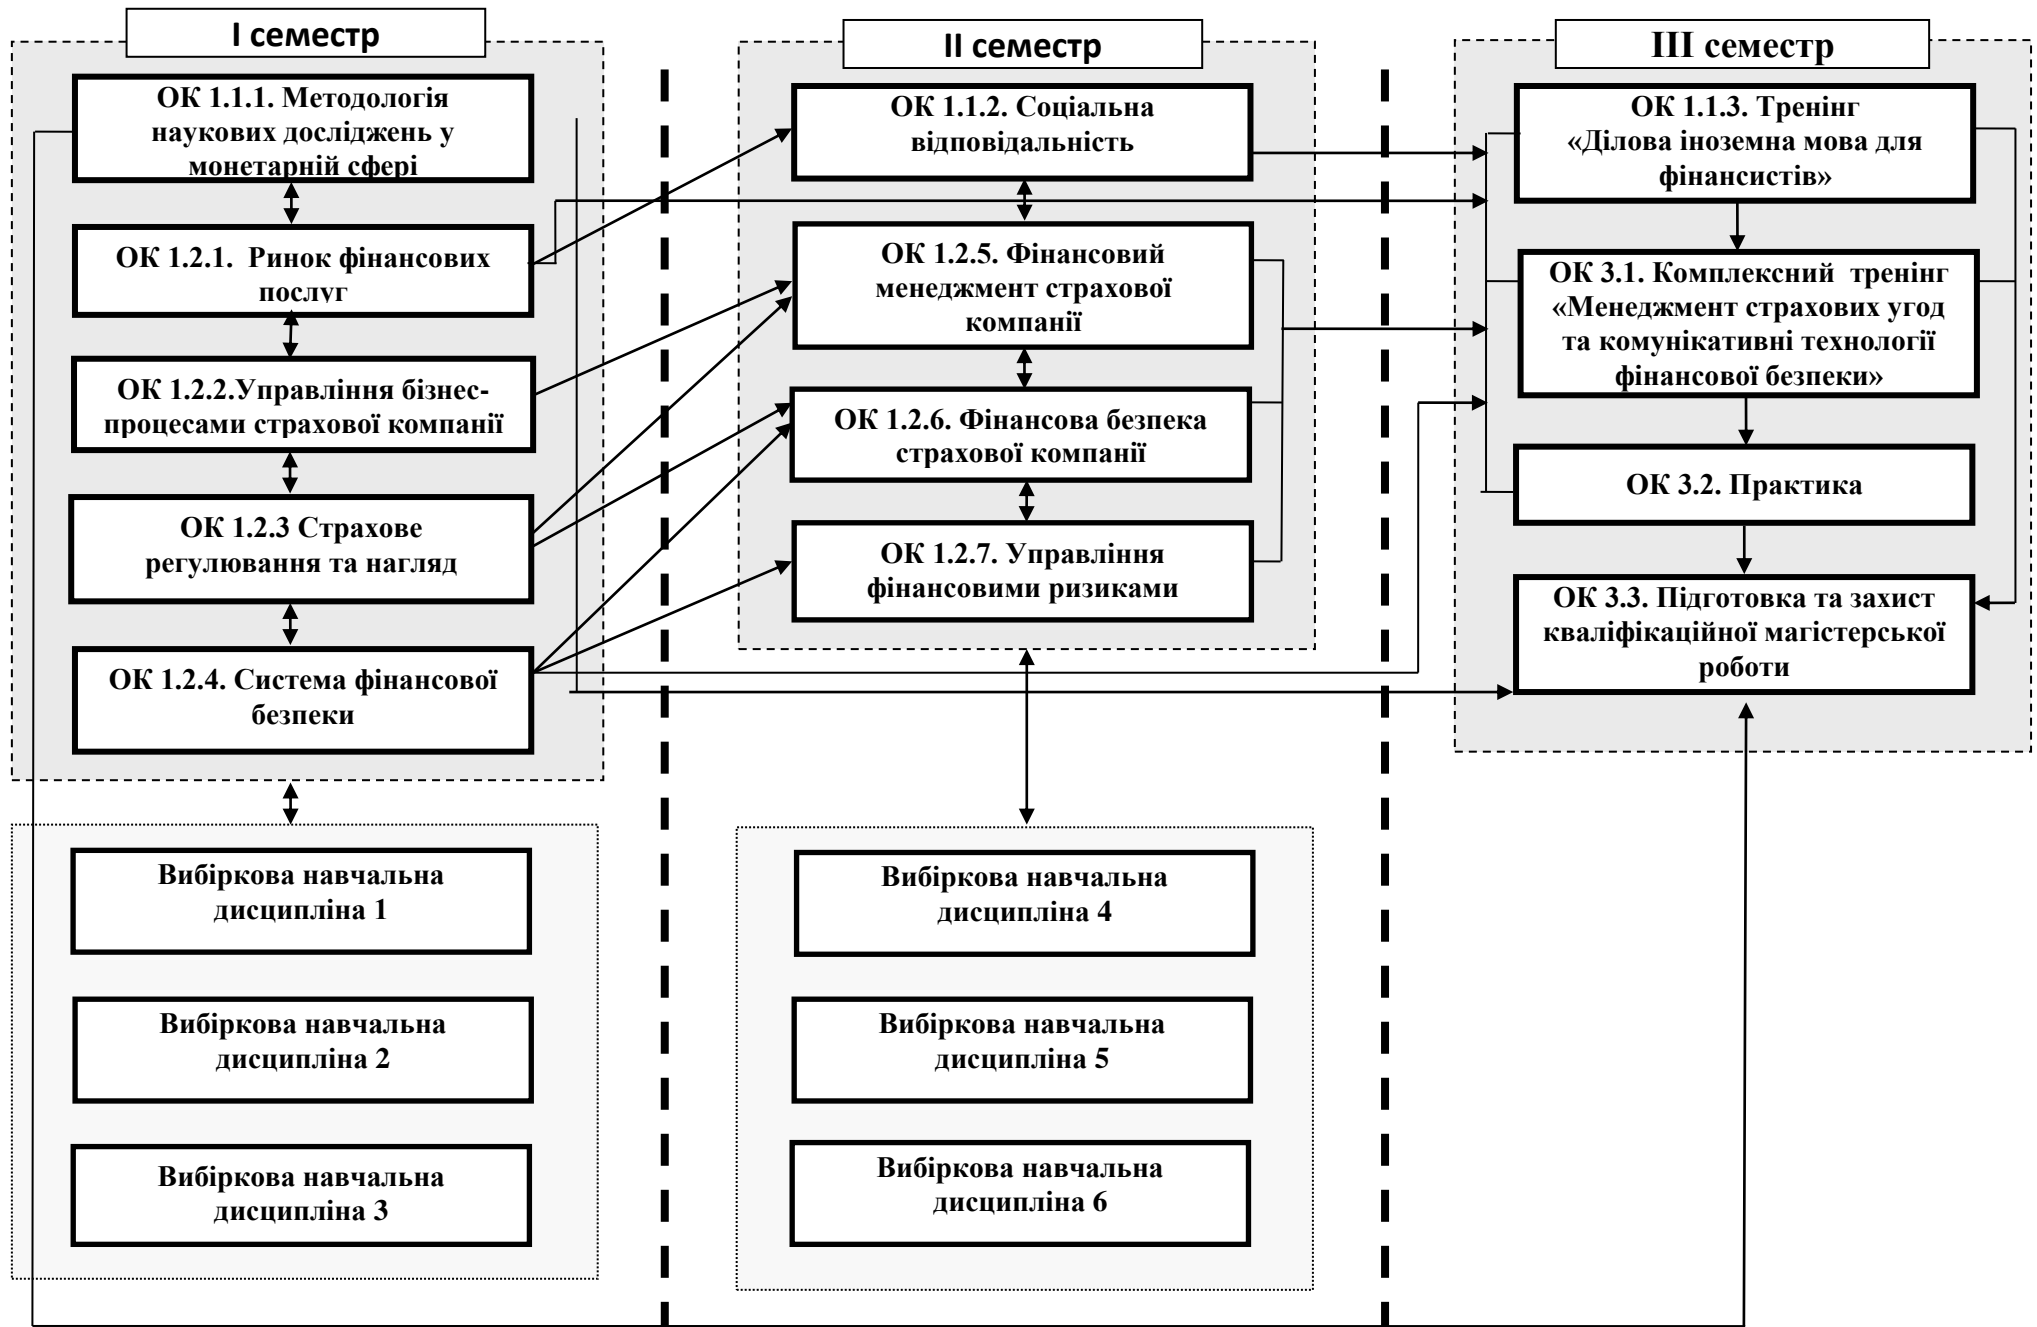 I семестр
ОК 1.1.1. Методологія
наукових досліджень у
монетарній сфері
ОК 1.2.1. Ринок фінансових
послуг
ОК 1.2.2.Управління бізнес-
процесами страхової компанії
ОК 1.2.3 Страхове
регулювання та нагляд
ОК 1.2.4. Система фінансової
безпеки
Вибіркова навчальна
дисципліна 1
Вибіркова навчальна
дисципліна 2
Вибіркова навчальна
дисципліна 3
II семестр
ОК 1.1.2. Соціальна
відповідальність
ОК 1.2.5. Фінансовий
менеджмент страхової
компанії
ОК 1.2.6. Фінансова безпека
страхової компанії
ОК 1.2.7. Управління
фінансовими ризиками
Вибіркова навчальна
дисципліна 4
Вибіркова навчальна
дисципліна 5
Вибіркова навчальна
дисципліна 6
III семестр
ОК 1.1.3. Тренінг
«Ділова іноземна мова для
фінансистів»
ОК 3.1. Комплексний тренінг
«Менеджмент страхових угод
та комунікативні технології
фінансової безпеки»
ОК 3.2. Практика
ОК 3.3. Підготовка та захист
кваліфікаційної магістерської
роботи